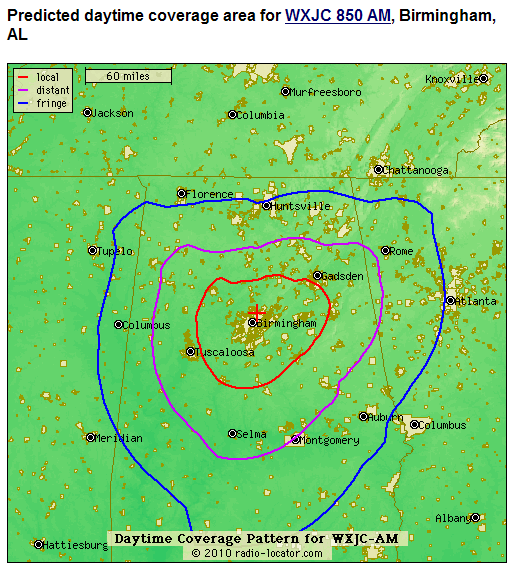 Predicted daytime coverage area for WXJC 850 AM, Birmingham,
AL
local
distant
fringe
60 miles
Knoxville
Murfreesboro
Jackson
Columbia
Chattanooga
Florence
Huntsville
Tupelo
Rome
Gadsden
Atlanta
Columbus
Birmingham
Tuscaloosa
Auburn
Columbus
Selma
Meridian
Montgomery
Albany
Hattiesburg
Daytime Coverage Pattern for WXJC-AM
© 2010 radio-locator.com